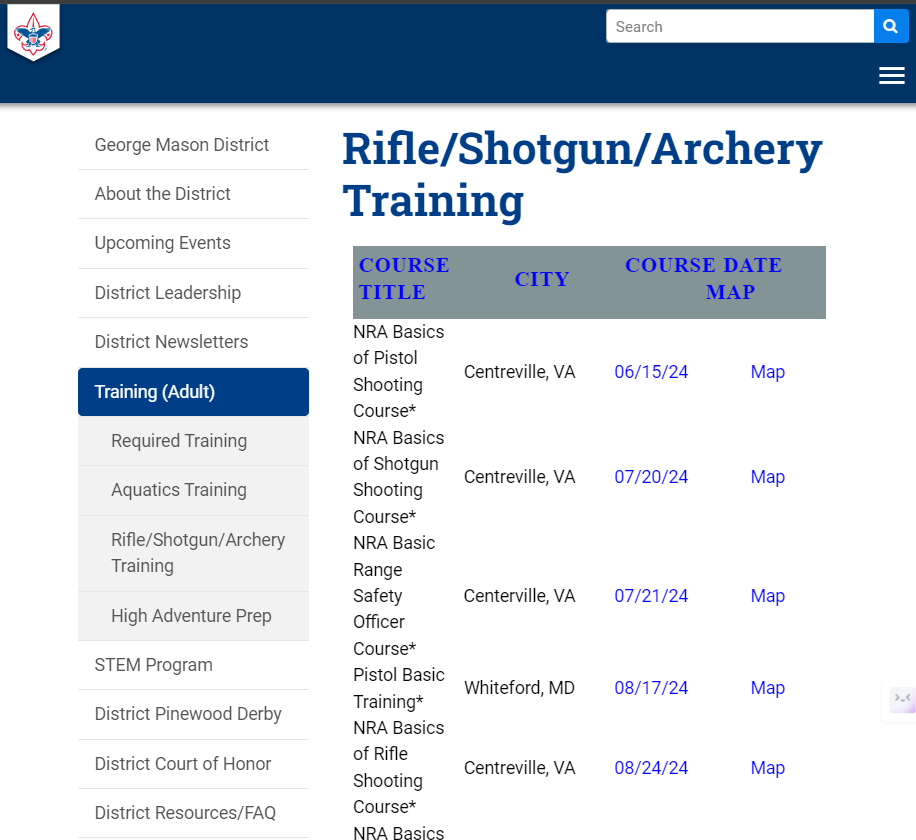 Search
George Mason District
About the District
Upcoming Events
District Leadership
District Newsletters
Training (Adult)
Required Training
Aquatics Training
Rifle/Shotgun/Archery
Training
High Adventure Prep
STEM Program
District Pinewood Derby
District Court of Honor
District Resources/FAQ
Rifle/Shotgun/Archery
Training
COURSE
TITLE
CITY
COURSE DATE
MAP
NRA Basics
of Pistol
Shooting
Course*
Centreville, VA
06/15/24
Map
NRA Basics
of Shotgun
Shooting
Course*
Centreville, VA
07/20/24
Map
NRA Basic
Range
Safety
Officer
Course*
Centerville, VA
07/21/24
Map
Pistol Basic
Training*
Whiteford, MD
08/17/24
Map
NRA Basics
of Rifle
Shooting
Course*
Centreville, VA
08/24/24
Map
NRA Basics